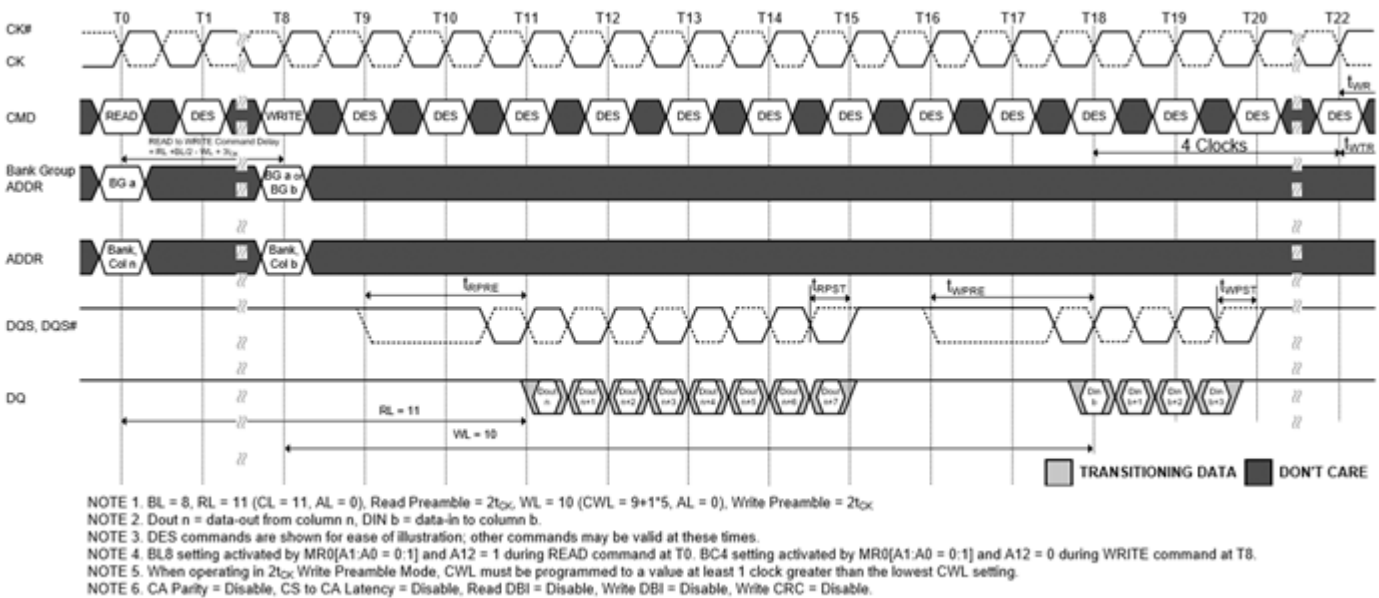 T0 T1 T8 T9 T10 T11 T12 T13 T14 T15 T16 T17 T18 T19 T20 T22
CK#
CK
tWR
CMD READ DES WRITE DES DES DES DES DES DES DES DES DES DES DES DES DES
READ to WRITE Command Delay
= RL +BL/2 - WL + 3tCK
4 Clocks
tWTR
Bank Group
ADDR
BG a
BG a or
BG b
ADDR
Bank,
Col n
Bank,
Col b
tRPRE tRPST tWPRE tWPST
DQS, DQS#
DQ
Dout
n
Dout
n+1
Dout
n+2
Dout
n+3
Dout
n+4
Dout
n+5
Dout
n+6
Dout
n+7
Din
b
Din
b+1
Din
b+2
Din
b+3
RL = 11
WL = 10
TRANSITIONING DATA DON'T CARE
NOTE 1. BL = 8, RL = 11 (CL = 11, AL = 0), Read Preamble = 2tCK, WL = 10 (CWL = 9+1*5, AL = 0), Write Preamble = 2tCK
NOTE 2. Dout n = data-out from column n, DIN b = data-in to column b.
NOTE 3. DES commands are shown for ease of illustration; other commands may be valid at these times.
NOTE 4. BL8 setting activated by MR0[A1:A0 = 0:1] and A12 = 1 during READ command at T0. BC4 setting activated by MR0[A1:A0 = 0:1] and A12 = 0 during WRITE command at T8.
NOTE 5. When operating in 2tCK Write Preamble Mode, CWL must be programmed to a value at least 1 clock greater than the lowest CWL setting.
NOTE 6. CA Parity = Disable, CS to CA Latency = Disable, Read DBI = Disable, Write DBI = Disable, Write CRC = Disable.